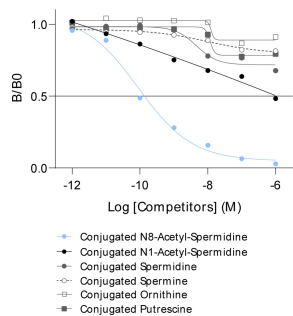 1.0
0.5
0.0
B/B0
-12
-10
-8
-6
Log [Competitors] (M)
Conjugated N8-Acetyl-Spermidine
Conjugated N1-Acetyl-Spermidine
Conjugated Spermidine
Conjugated Spermine
Conjugated Ornithine
Conjugated Putrescine